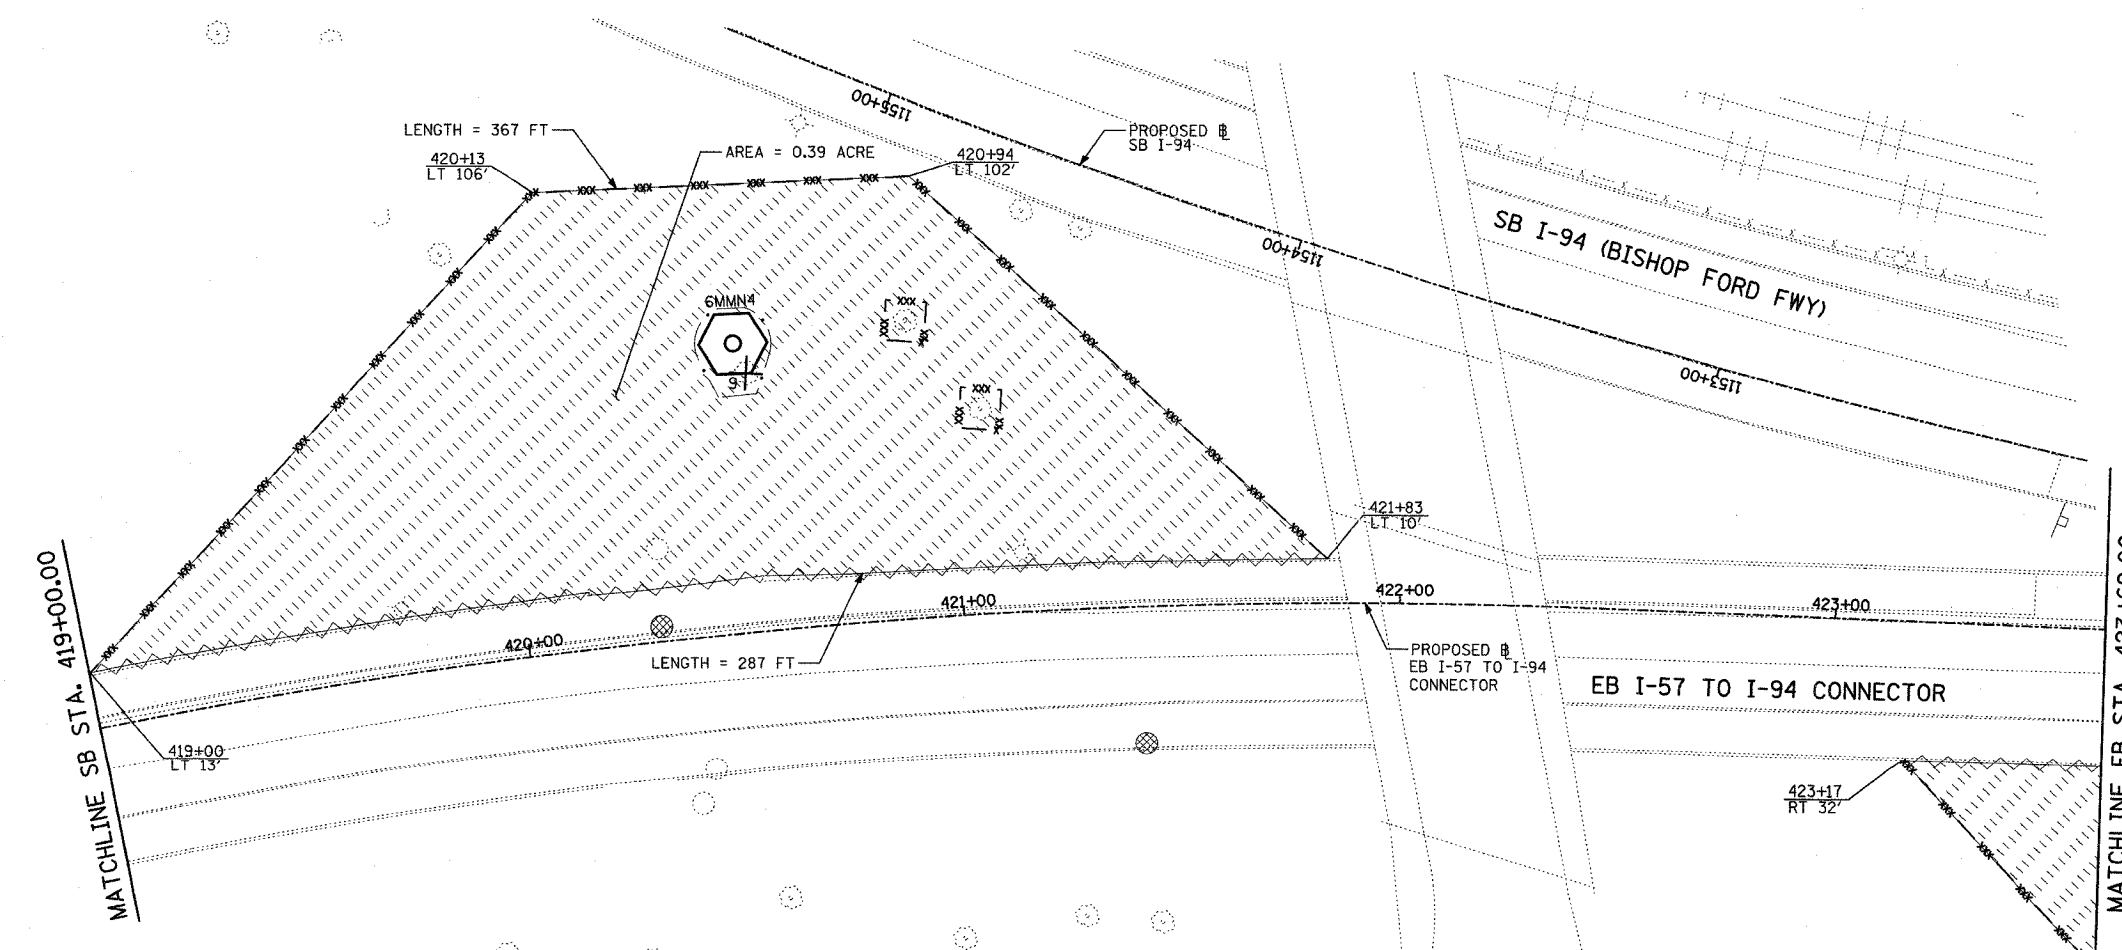 1155+00
LENGTH = 367 FT
PROPOSED B
SB I-94
420+13
LT 106'
AREA = 0.39 ACRE
420+94
LT 102'
SB I-94 (BISHOP FORD FWY)
1154+00
6MMN4
9
1153+00
421+83
LT 10'
MATCHLINE SB STA. 419+00.00
420+00
421+00
422+00
423+00
LENGTH = 287 FT
PROPOSED B
EB I-57 TO I-94
CONNECTOR
EB I-57 TO I-94 CONNECTOR
419+00
LT 13'
423+17
RT 32'
MATCHLINE EB STA.